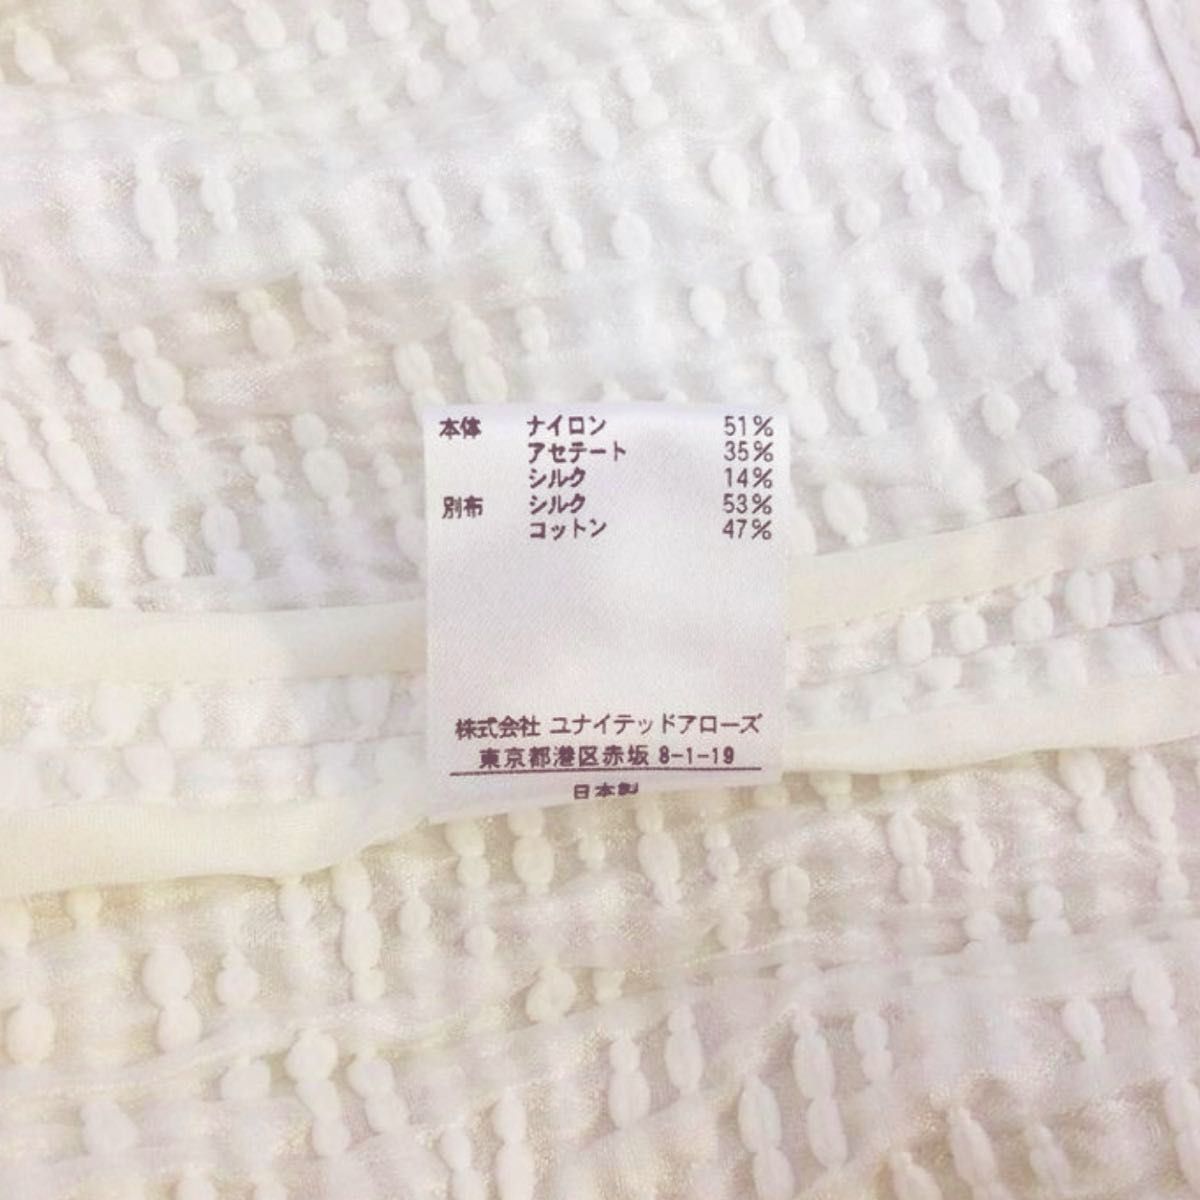 本体 ナイロン 51%
アセテート 35%
シルク 14%
別布 シルク 53%
コットン 47%
株式会社 ユナイテッドアローズ
東京都港区赤坂 8-1-19
日本製